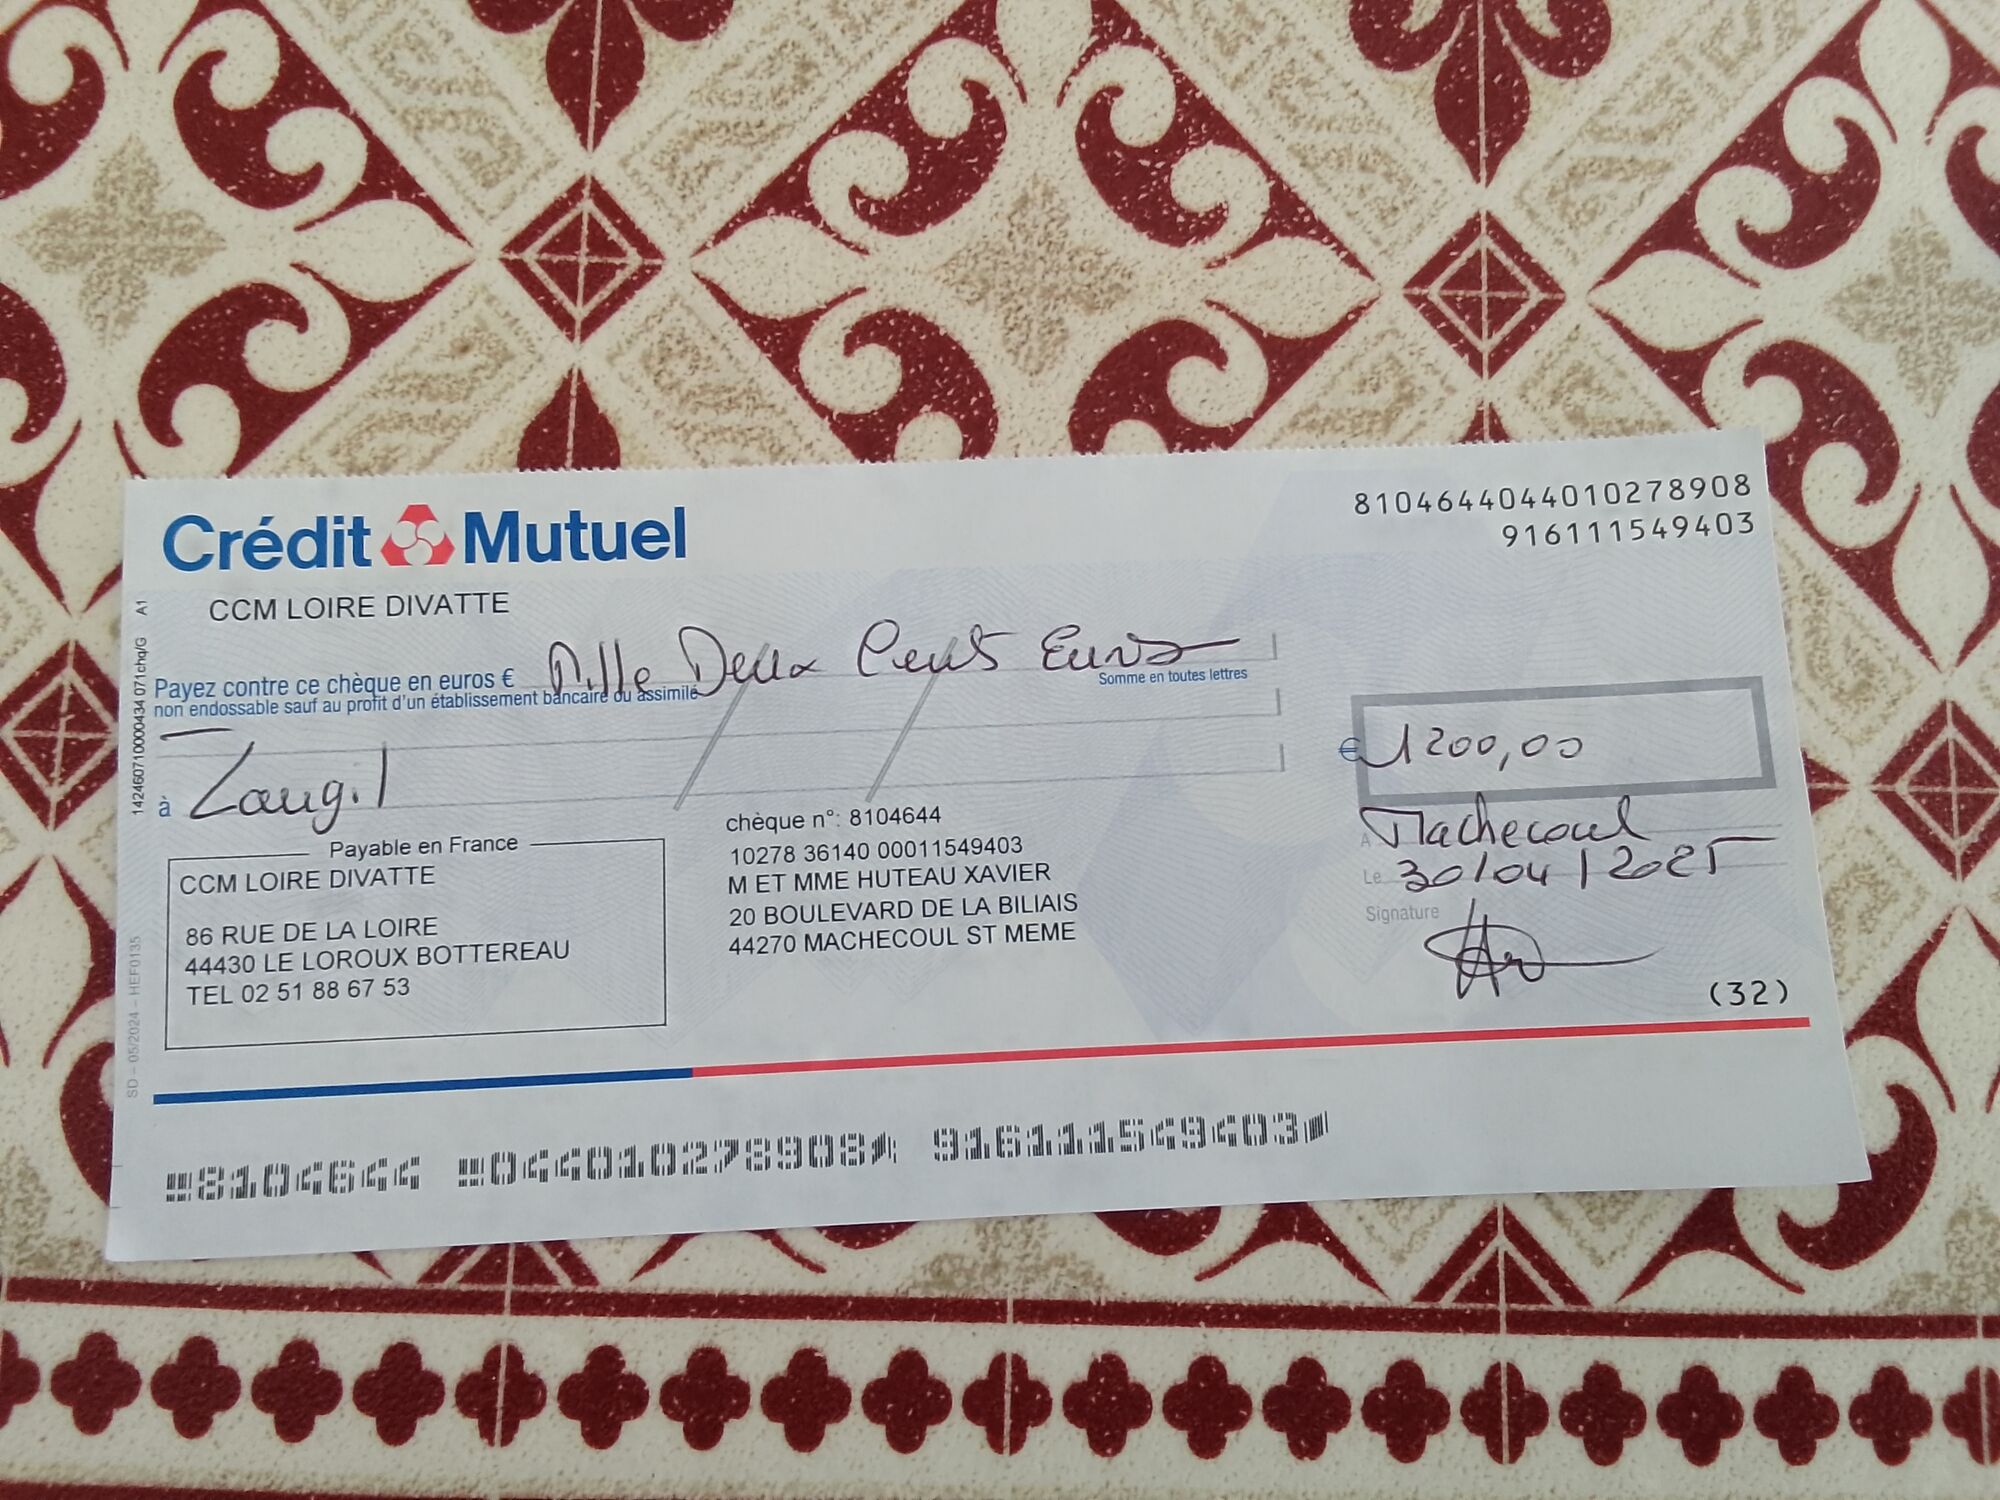 Crédit Mutuel
8104644044010278908
916111549403
CCM LOIRE DIVATTE
Payez contre ce chèque en euros € Mille Deux Cents Euros
non endossable sauf au profit d'un établissement bancaire ou assimilé
Somme en toutes lettres
€ 1200,00
à Laugil
A Machecoul
Le 30/04/2025
Signature
Payable en France
CCM LOIRE DIVATTE
86 RUE DE LA LOIRE
44430 LE LOROUX BOTTEREAU
TEL 02 51 88 67 53
chèque n°: 8104644
10278 36140 00011549403
M ET MME HUTEAU XAVIER
20 BOULEVARD DE LA BILIAIS
44270 MACHECOUL ST MEME
(32)
8104644 044010278908 916111549403
SD – 05/2024 – HEF0135
A1